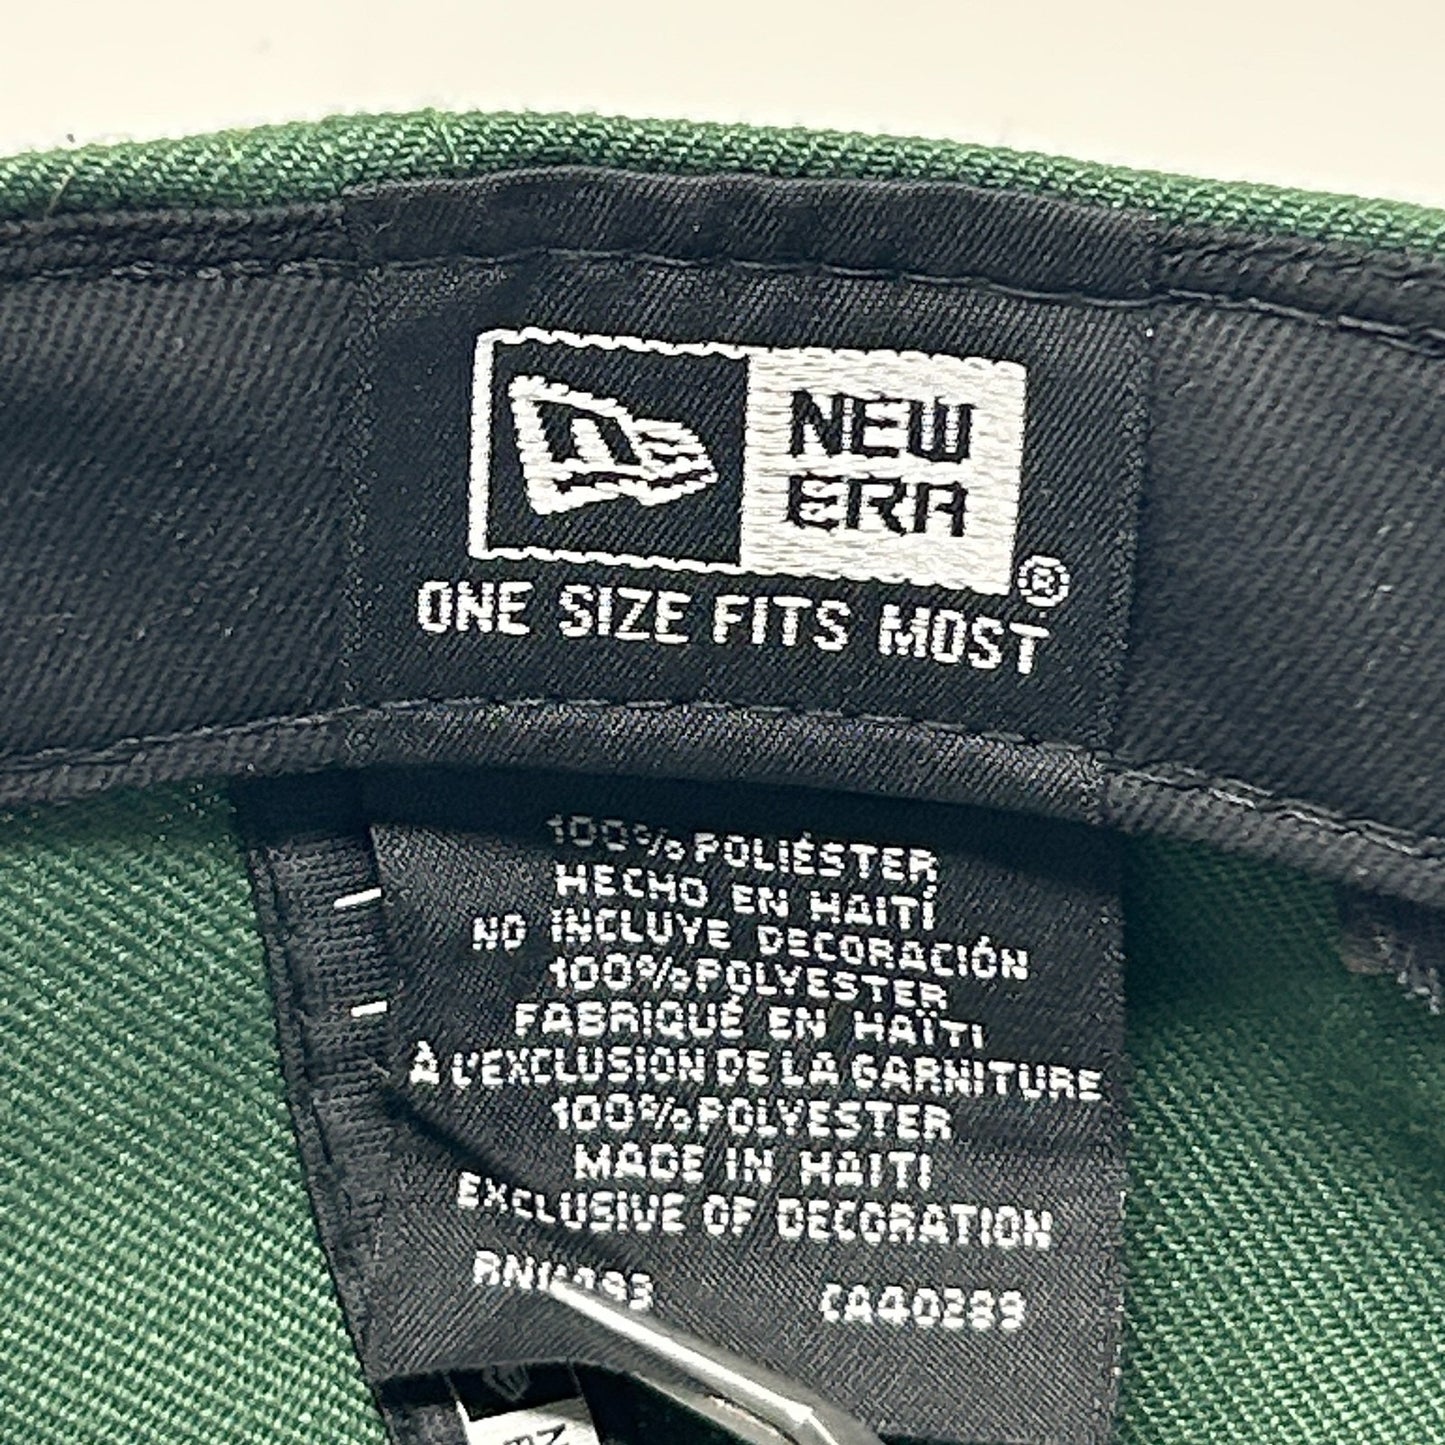 NEW
ERA
®
ONE SIZE FITS MOST
100% POLIÉSTER
HECHO EN HAITÍ
NO INCLUYE DECORACIÓN
100% POLYESTER
FABRIQUÉ EN HAÏTI
À L'EXCLUSION DE LA GARNITURE
100% POLYESTER
MADE IN HAITI
EXCLUSIVE OF DECORATION
CA40289